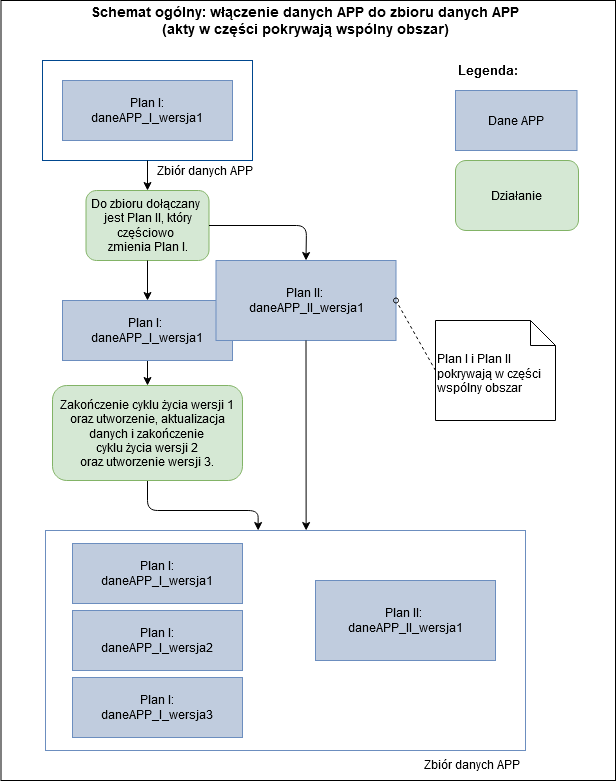 Schemat ogólny: włączenie danych APP do zbioru danych APP
(akty w części pokrywają wspólny obszar)
Legenda:
Dane APP
Działanie
Plan I:
daneAPP_I_wersja1
Zbiór danych APP
Do zbioru dołączany
jest Plan II, który
częściowo
zmienia Plan I.
Plan II:
daneAPP_II_wersja1
Plan I:
daneAPP_I_wersja1
Plan I i Plan II
pokrywają w części
wspólny obszar
Zakończenie cyklu życia wersji 1
oraz utworzenie, aktualizacja
danych i zakończenie
cyklu życia wersji 2
oraz utworzenie wersji 3.
Plan I:
daneAPP_I_wersja1
Plan I:
daneAPP_I_wersja2
Plan I:
daneAPP_I_wersja3
Plan II:
daneAPP_II_wersja1
Zbiór danych APP